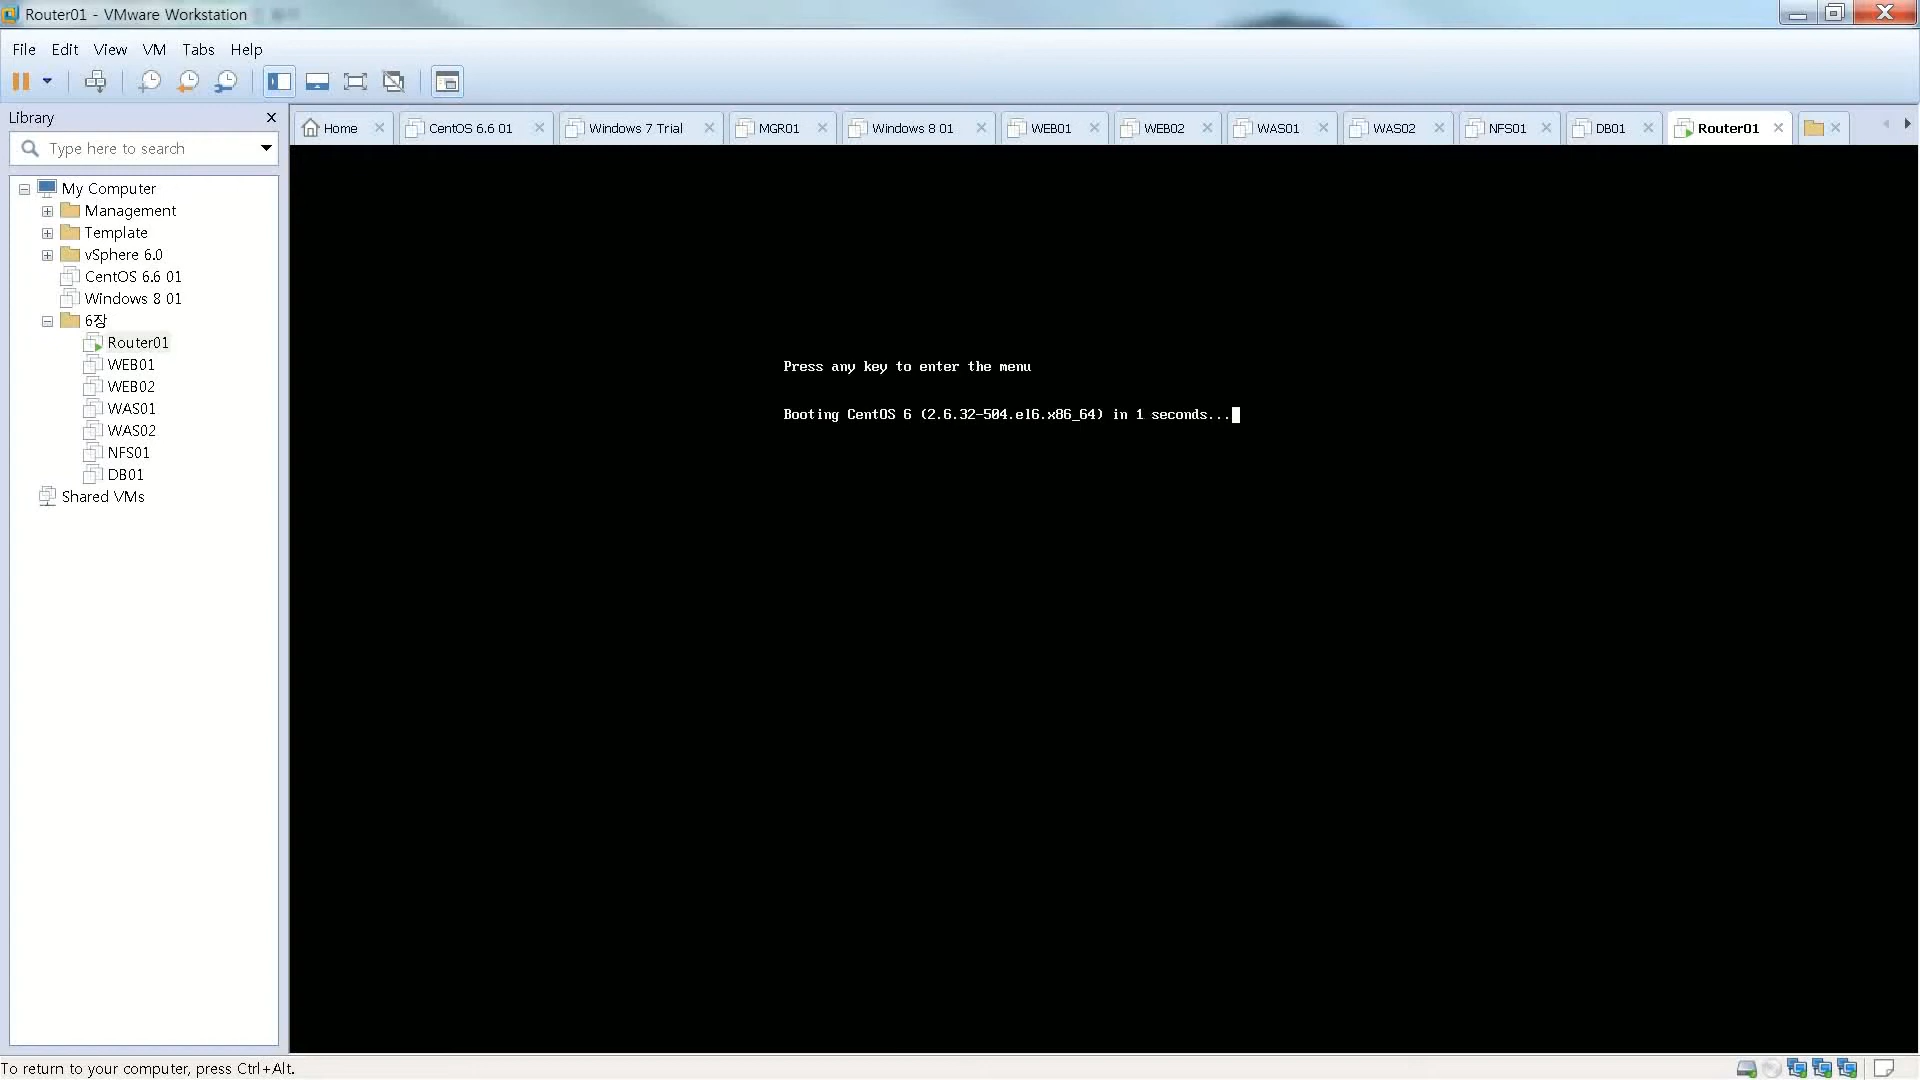 Router01 - VMware Workstation
File Edit View VM Tabs Help
Library
Type here to search
My Computer
Management
Template
vSphere 6.0
CentOS 6.6 01
Windows 8 01
6장
Router01
WEB01
WEB02
WAS01
WAS02
NFS01
DB01
Shared VMs
Home CentOS 6.6 01 Windows 7 Trial MGR01 Windows 8 01 WEB01 WEB02 WAS01 WAS02 NFS01 DB01 Router01
Press any key to enter the menu
Booting CentOS 6 (2.6.32-504.el6.x86_64) in 1 seconds...
To return to your computer, press Ctrl+Alt.